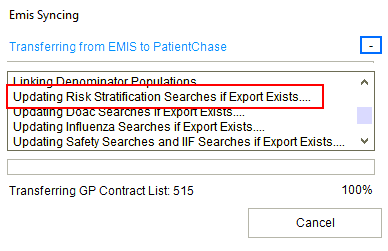 Emis Syncing
Transferring from EMIS to PatientChase
-
Linking Denominator Populations
Updating Risk Stratification Searches if Export Exists....
Updating Doac Searches if Export Exists....
Updating Influenza Searches if Export Exists....
Updating Safety Searches and IIF Searches if Export Exists....
Transferring GP Contract List: 515
100%
Cancel